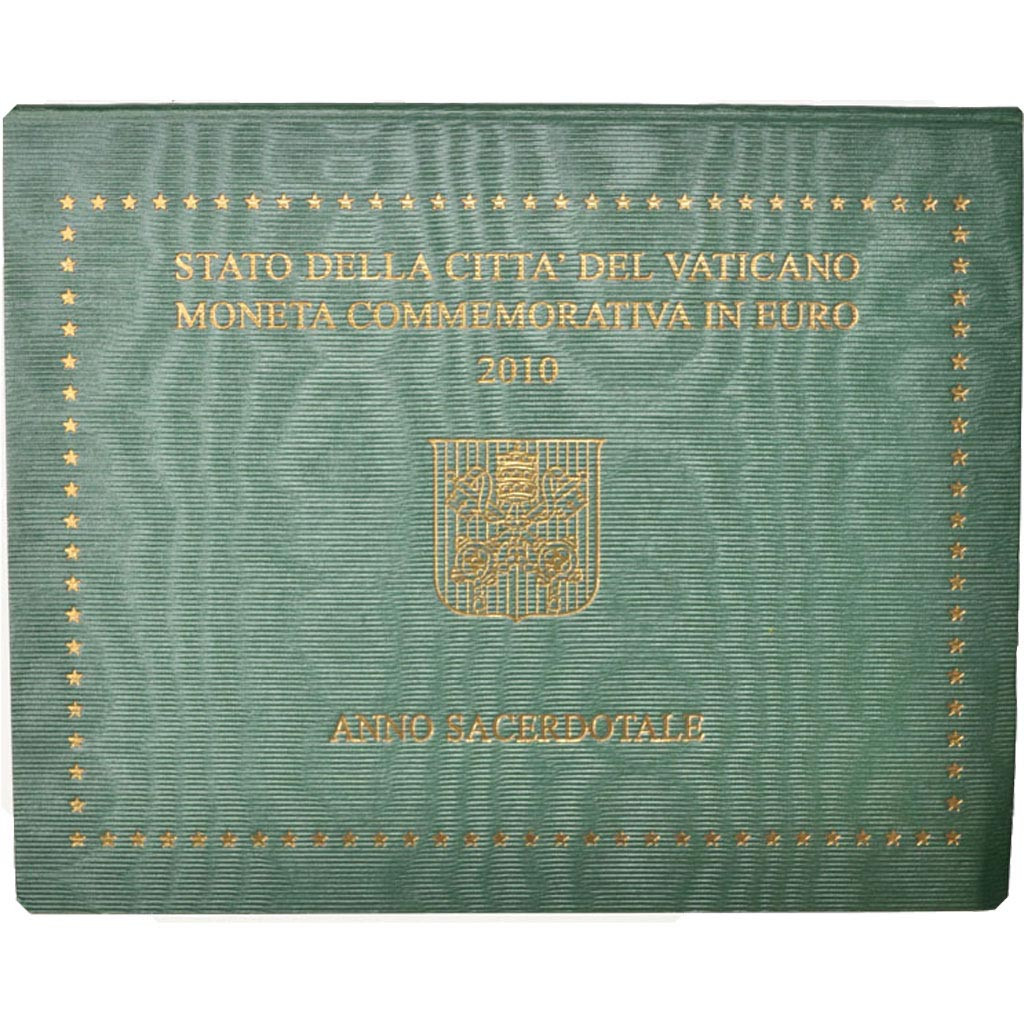 STATO DELLA CITTA' DEL VATICANO
MONETA COMMEMORATIVA IN EURO
2010
ANNO SACERDOTALE